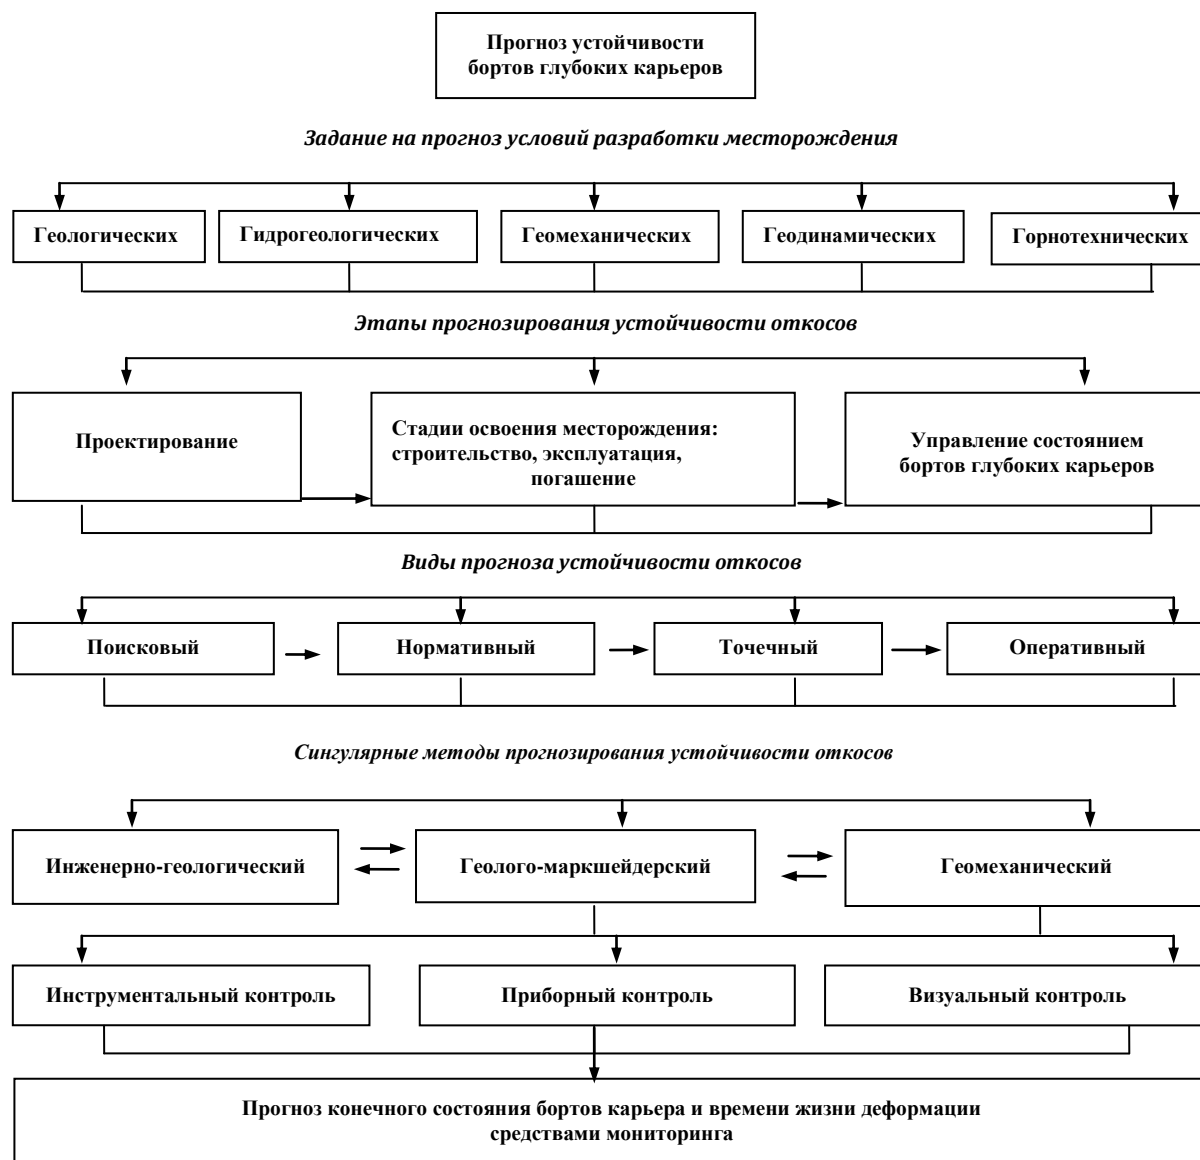 Прогноз устойчивости
бортов глубоких карьеров
Задание на прогноз условий разработки месторождения
Геологических
Гидрогеологических
Геомеханических
Геодинамических
Горнотехнических
Этапы прогнозирования устойчивости откосов
Проектирование
Стадии освоения месторождения:
строительство, эксплуатация,
погашение
Управление состоянием
бортов глубоких карьеров
Виды прогноза устойчивости откосов
Поисковый
Нормативный
Точечный
Оперативный
Сингулярные методы прогнозирования устойчивости откосов
Инженерно-геологический
Геолого-маркшейдерский
Геомеханический
Инструментальный контроль
Приборный контроль
Визуальный контроль
Прогноз конечного состояния бортов карьера и времени жизни деформации
средствами мониторинга